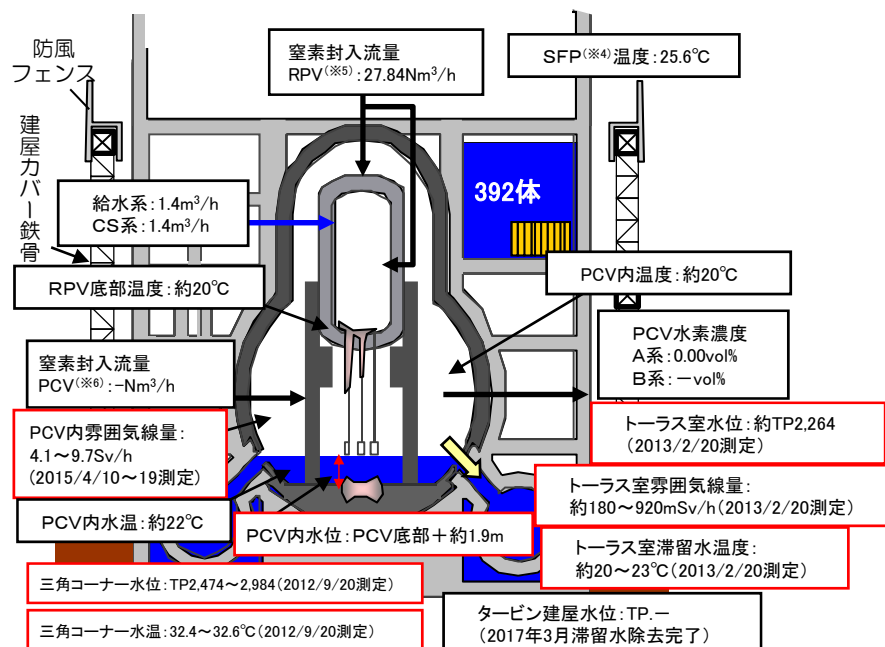 防風
フェンス
建屋カバー鉄骨
窒素封入流量
RPV(※5):27.84Nm³/h
SFP(※4)温度:25.6℃
給水系:1.4m³/h
CS系:1.4m³/h
392体
RPV底部温度:約20℃
PCV内温度:約20℃
窒素封入流量
PCV(※6):-Nm³/h
PCV水素濃度
A系:0.00vol%
B系:-vol%
PCV内雰囲気線量:
4.1~9.7Sv/h
(2015/4/10~19測定)
トーラス室水位:約TP2,264
(2013/2/20測定)
トーラス室雰囲気線量:
約180~920mSv/h(2013/2/20測定)
PCV内水温:約22℃
PCV内水位:PCV底部+約1.9m
トーラス室滞留水温度:
約20~23℃(2013/2/20測定)
三角コーナー水位:TP2,474~2,984(2012/9/20測定)
三角コーナー水温:32.4~32.6℃(2012/9/20測定)
タービン建屋水位:TP.-
(2017年3月滞留水除去完了)